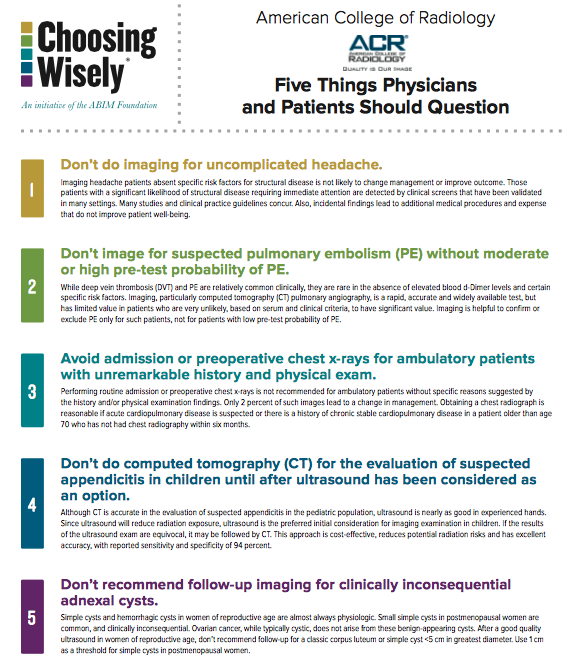 Choosing
Wisely®
An initiative of the ABIM Foundation
American College of Radiology
ACR®
AMERICAN COLLEGE OF
RADIOLOGY
QUALITY IS OUR IMAGE
Five Things Physicians
and Patients Should Question
1
Don't do imaging for uncomplicated headache.
Imaging headache patients absent specific risk factors for structural disease is not likely to change management or improve outcome. Those
patients with a significant likelihood of structural disease requiring immediate attention are detected by clinical screens that have been validated
in many settings. Many studies and clinical practice guidelines concur. Also, incidental findings lead to additional medical procedures and expense
that do not improve patient well-being.
2
Don't image for suspected pulmonary embolism (PE) without moderate
or high pre-test probability of PE.
While deep vein thrombosis (DVT) and PE are relatively common clinically, they are rare in the absence of elevated blood d-Dimer levels and certain
specific risk factors. Imaging, particularly computed tomography (CT) pulmonary angiography, is a rapid, accurate and widely available test, but
has limited value in patients who are very unlikely, based on serum and clinical criteria, to have significant value. Imaging is helpful to confirm or
exclude PE only for such patients, not for patients with low pre-test probability of PE.
3
Avoid admission or preoperative chest x-rays for ambulatory patients
with unremarkable history and physical exam.
Performing routine admission or preoperative chest x-rays is not recommended for ambulatory patients without specific reasons suggested by
the history and/or physical examination findings. Only 2 percent of such images lead to a change in management. Obtaining a chest radiograph is
reasonable if acute cardiopulmonary disease is suspected or there is a history of chronic stable cardiopulmonary disease in a patient older than age
70 who has not had chest radiography within six months.
4
Don't do computed tomography (CT) for the evaluation of suspected
appendicitis in children until after ultrasound has been considered as
an option.
Although CT is accurate in the evaluation of suspected appendicitis in the pediatric population, ultrasound is nearly as good in experienced hands.
Since ultrasound will reduce radiation exposure, ultrasound is the preferred initial consideration for imaging examination in children. If the results
of the ultrasound exam are equivocal, it may be followed by CT. This approach is cost-effective, reduces potential radiation risks and has excellent
accuracy, with reported sensitivity and specificity of 94 percent.
5
Don't recommend follow-up imaging for clinically inconsequential
adnexal cysts.
Simple cysts and hemorrhagic cysts in women of reproductive age are almost always physiologic. Small simple cysts in postmenopausal women are
common, and clinically inconsequential. Ovarian cancer, while typically cystic, does not arise from these benign-appearing cysts. After a good quality
ultrasound in women of reproductive age, don't recommend follow-up for a classic corpus luteum or simple cyst <5 cm in greatest diameter. Use 1 cm
as a threshold for simple cysts in postmenopausal women.